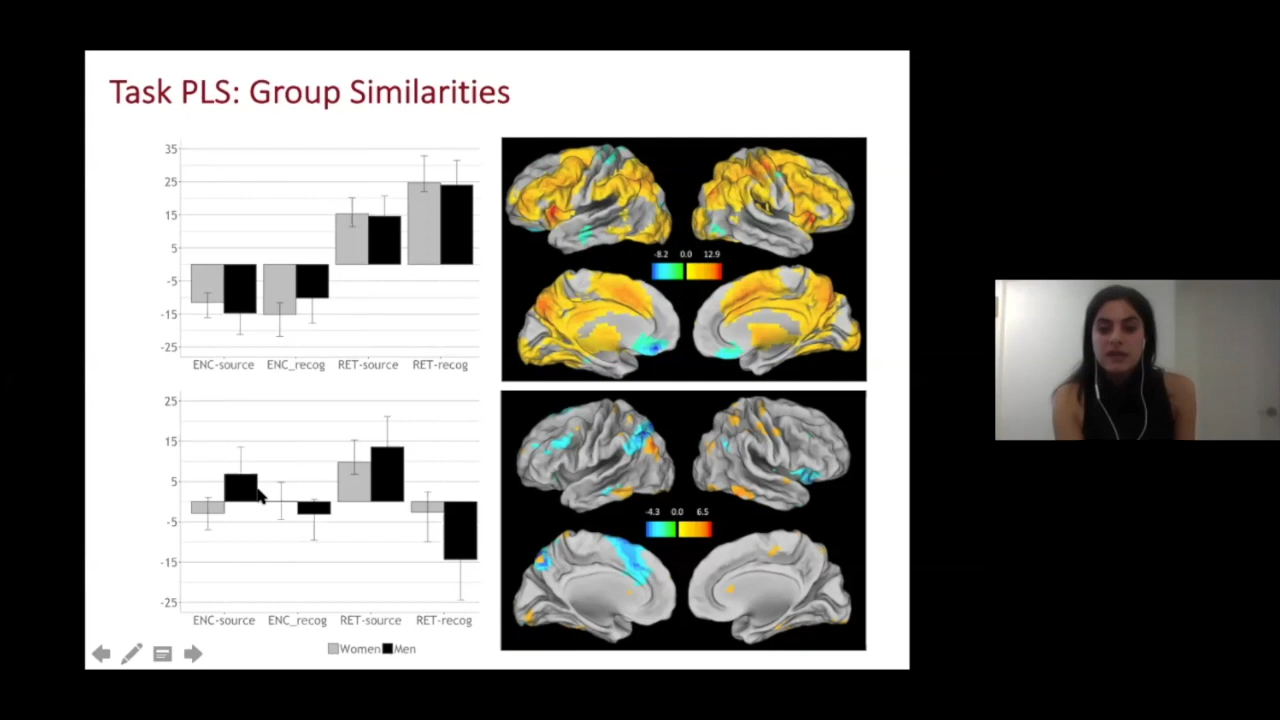 Task PLS: Group Similarities
35
25
15
5
-5
-15
-25
ENC-source ENC_recog RET-source RET-recog
-8.2 0.0 12.9
25
15
5
-5
-15
-25
ENC-source ENC_recog RET-source RET-recog
Women Men
-4.3 0.0 6.5